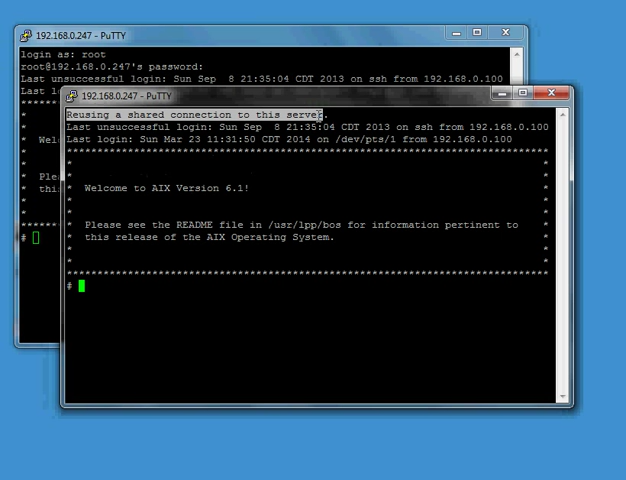 192.168.0.247 - PuTTY
login as: root
root@192.168.0.247's password:
Last unsuccessful login: Sun Sep  8 21:35:04 CDT 2013 on ssh from 192.168.0.100
Last l
*****
*
*
*  Wel
*
*
*  Ple
*  thi
*
*
*****
#
192.168.0.247 - PuTTY
Reusing a shared connection to this server.
Last unsuccessful login: Sun Sep  8 21:35:04 CDT 2013 on ssh from 192.168.0.100
Last login: Sun Mar 23 11:31:50 CDT 2014 on /dev/pts/1 from 192.168.0.100
*******************************************************************************
*                                                                             *
*                                                                             *
*  Welcome to AIX Version 6.1!                                                *
*                                                                             *
*                                                                             *
*  Please see the README file in /usr/lpp/bos for information pertinent to    *
*  this release of the AIX Operating System.                                  *
*                                                                             *
*                                                                             *
*******************************************************************************
#